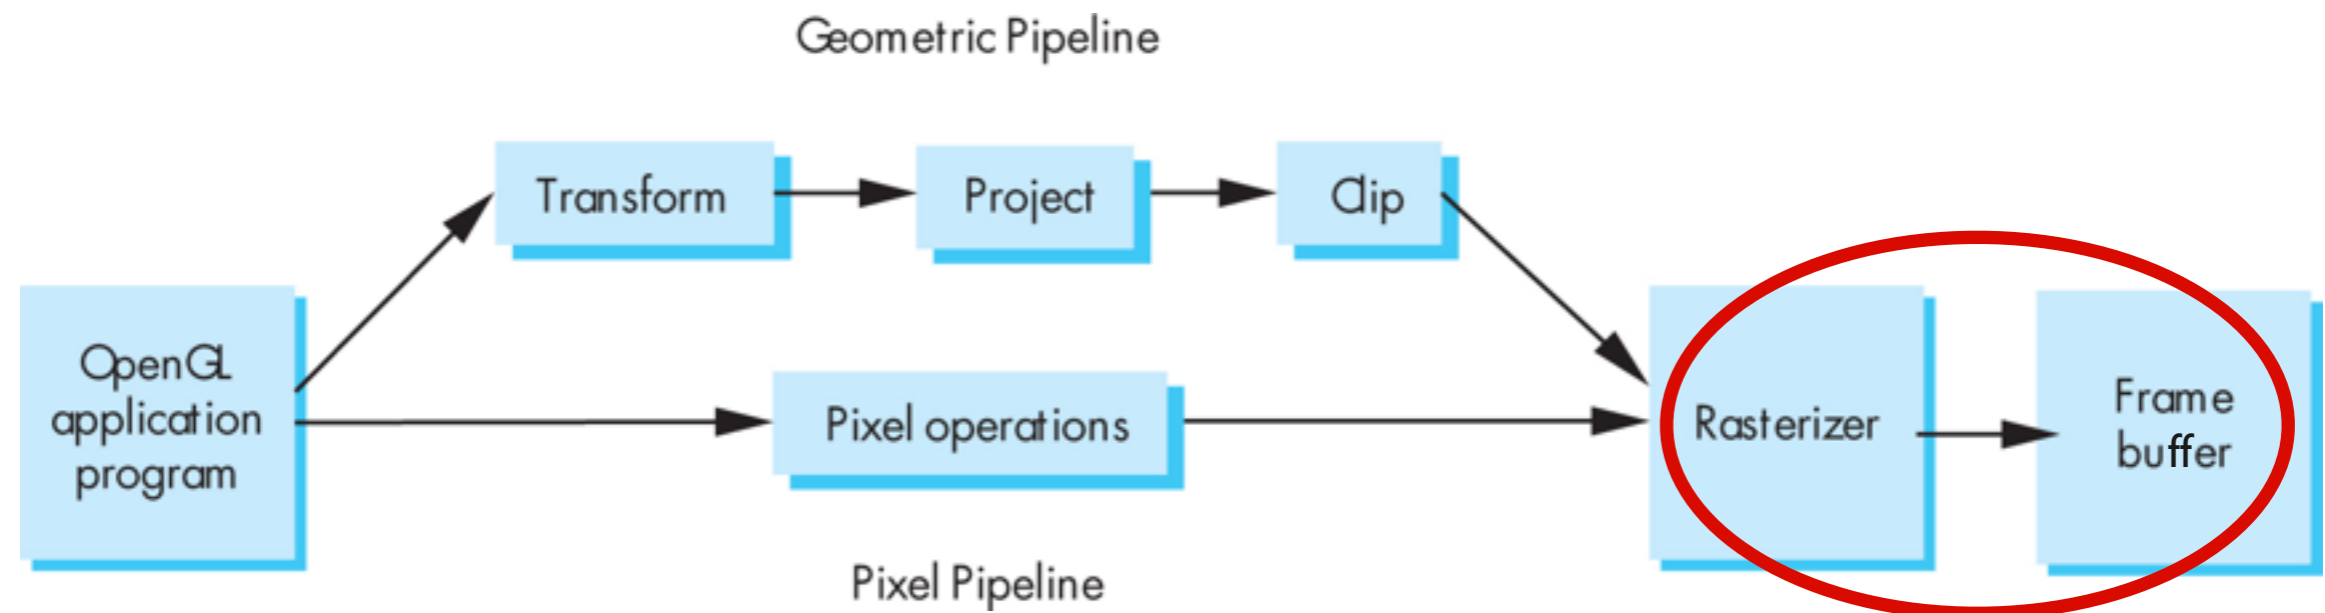 Geometric Pipeline
Transform
Project
Clip
OpenGL
application
program
Pixel operations
Rasterizer
Frame
buffer
Pixel Pipeline